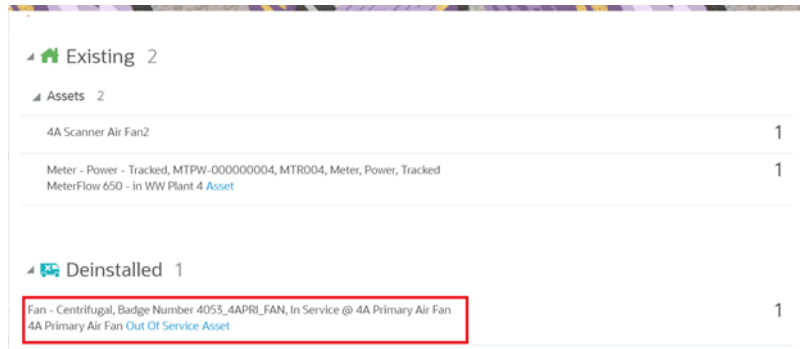 Existing 2
Assets 2
4A Scanner Air Fan2 1
Meter - Power - Tracked, MTPW-000000004, MTR004, Meter, Power, Tracked 1
MeterFlow 650 - in WW Plant 4 Asset
Deinstalled 1
Fan - Centrifugal, Badge Number 4053_4APRI_FAN, In Service @ 4A Primary Air Fan 1
4A Primary Air Fan Out Of Service Asset